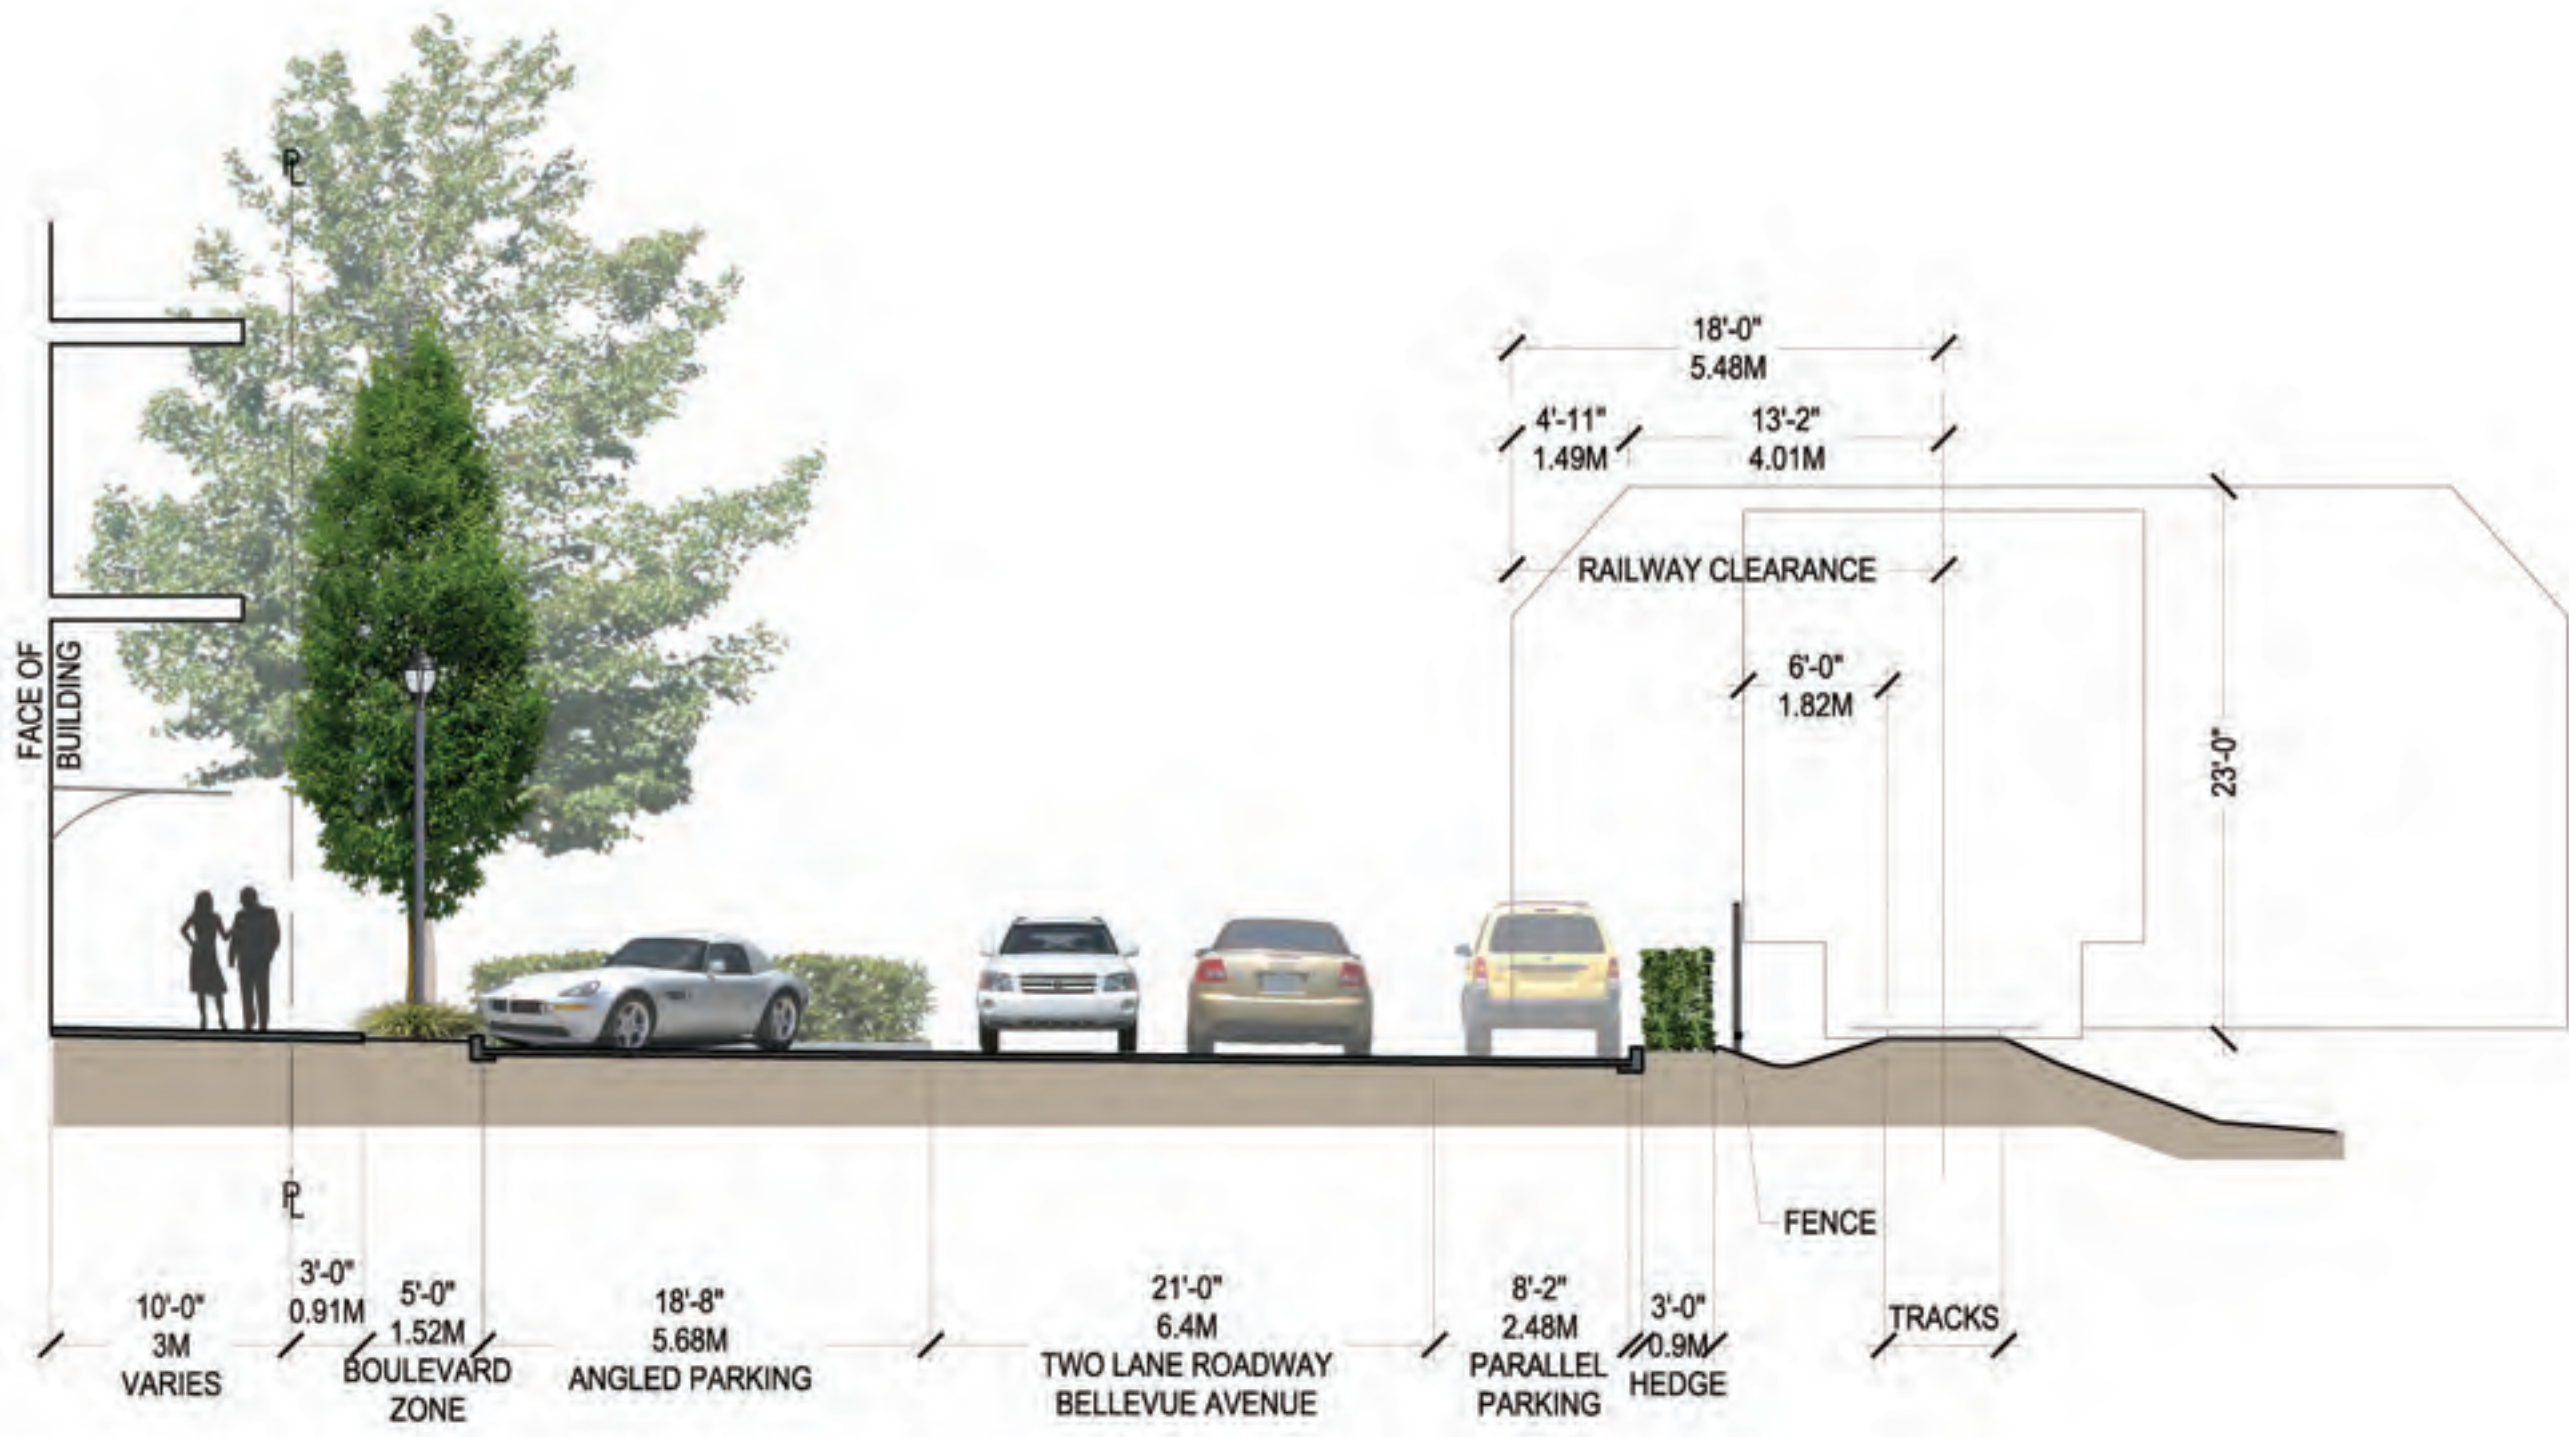 PL
18'-0"
5.48M
4'-11"
1.49M
13'-2"
4.01M
RAILWAY CLEARANCE
FACE OF
BUILDING
6'-0"
1.82M
23'-0"
PL
FENCE
10'-0"
3M
VARIES
3'-0"
0.91M
5'-0"
1.52M
BOULEVARD
ZONE
18'-8"
5.68M
ANGLED PARKING
21'-0"
6.4M
TWO LANE ROADWAY
BELLEVUE AVENUE
8'-2"
2.48M
PARALLEL
PARKING
3'-0"
0.9M
HEDGE
TRACKS